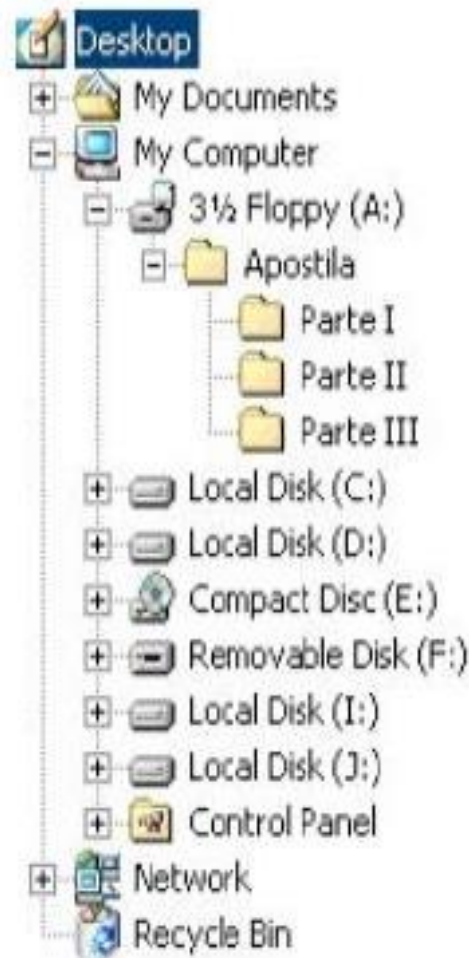 Desktop
My Documents
My Computer
3½ Floppy (A:)
Apostila
Parte I
Parte II
Parte III
Local Disk (C:)
Local Disk (D:)
Compact Disc (E:)
Removable Disk (F:)
Local Disk (I:)
Local Disk (J:)
Control Panel
Network
Recycle Bin